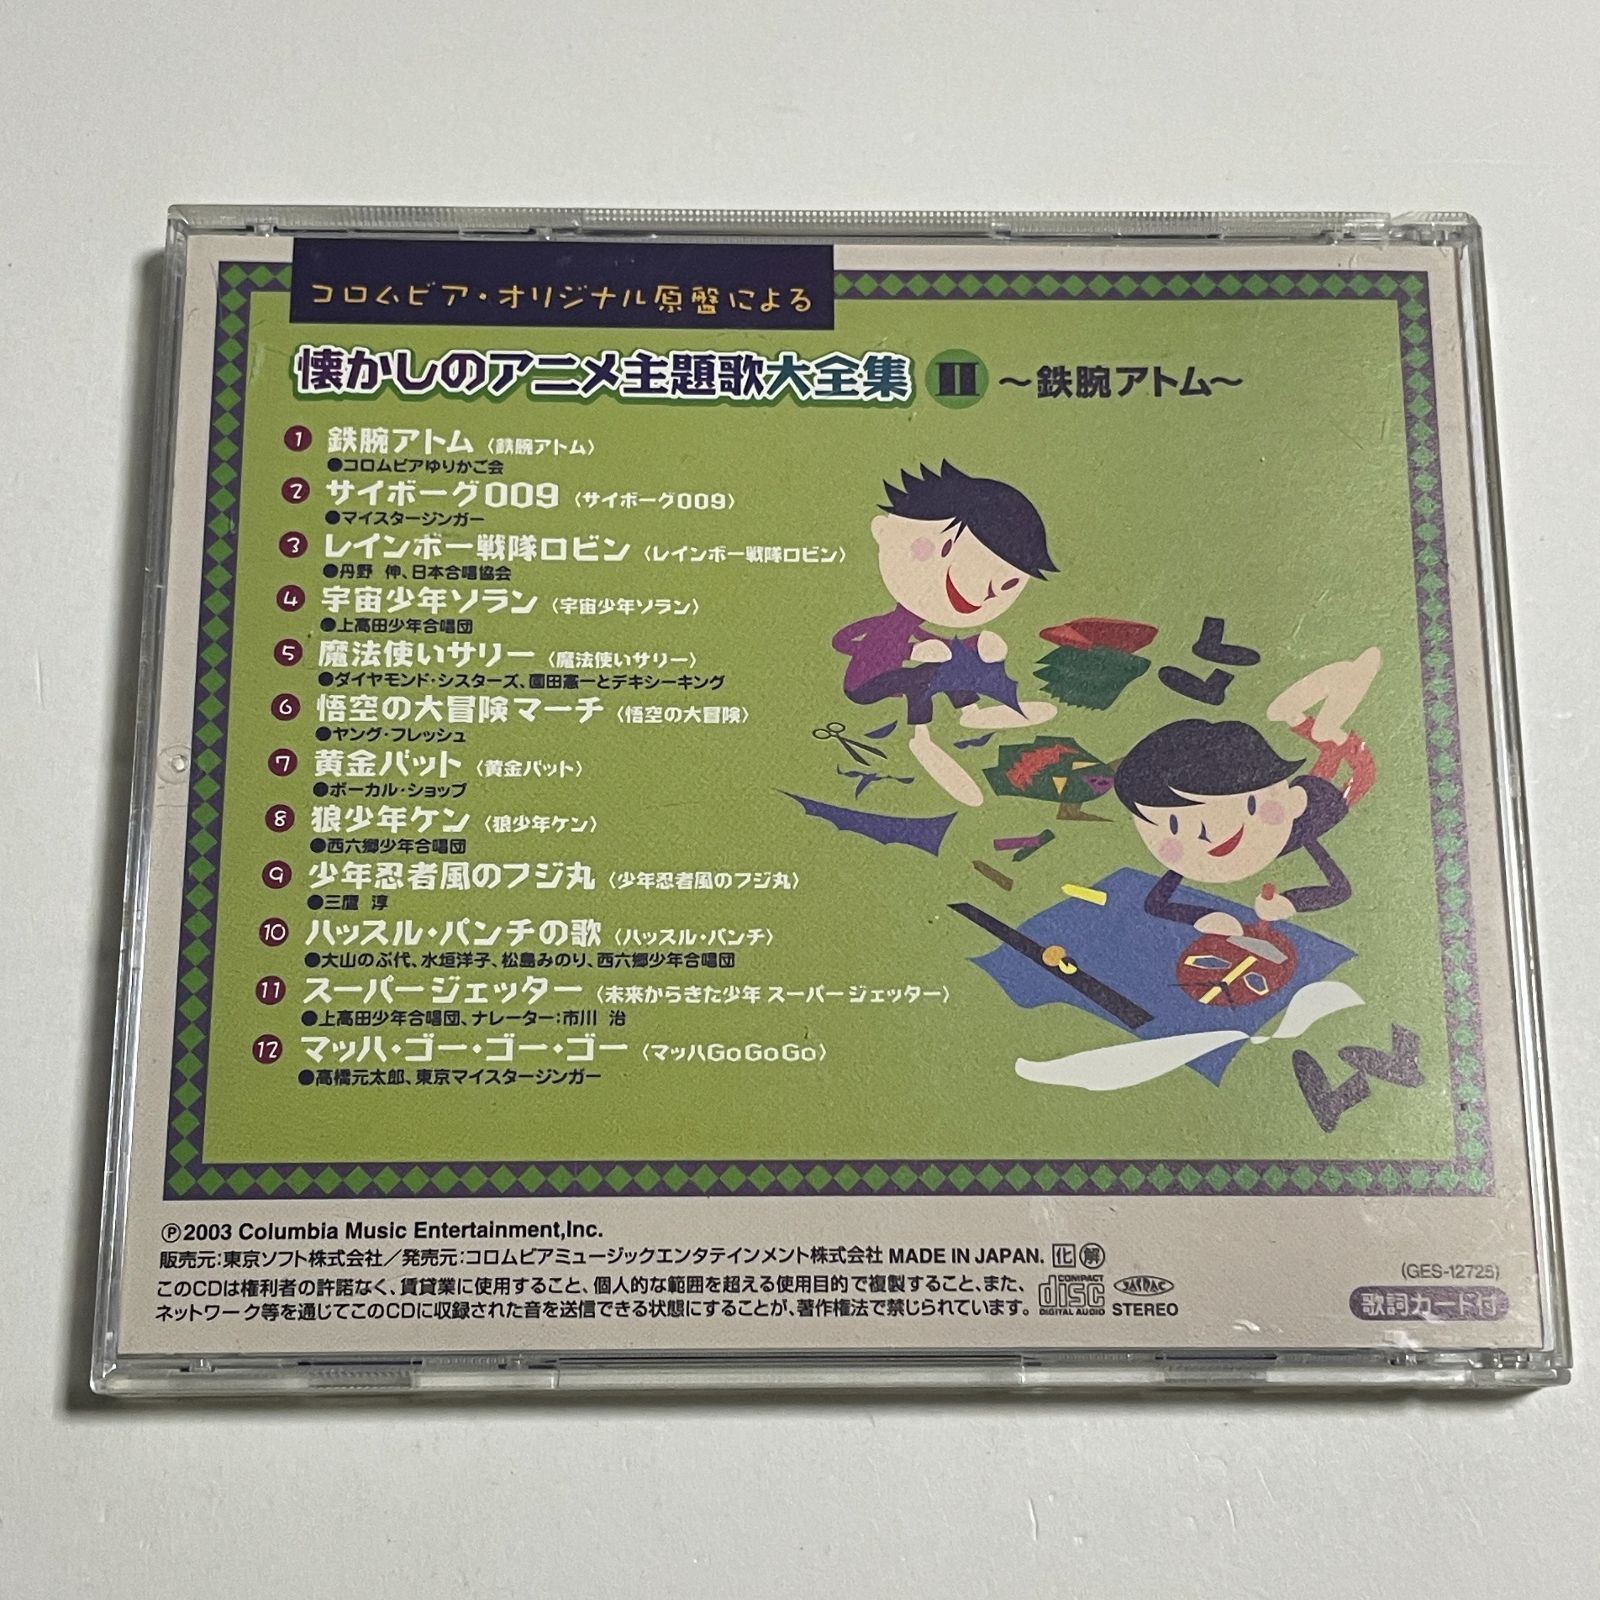 コロムビア・オリジナル原盤による
懐かしのアニメ主題歌大全集 II ～鉄腕アトム～
1 鉄腕アトム〈鉄腕アトム〉
●コロムビアゆりかご会
2 サイボーグ009〈サイボーグ009〉
●マイスタージンガー
3 レインボー戦隊ロビン〈レインボー戦隊ロビン〉
●丹野 伸、日本合唱協会
4 宇宙少年ソラン〈宇宙少年ソラン〉
●上高田少年合唱団
5 魔法使いサリー〈魔法使いサリー〉
●ダイヤモンド・シスターズ、園田憲一とデキシーキング
6 悟空の大冒険マーチ〈悟空の大冒険〉
●ヤング・フレッシュ
7 黄金バット〈黄金バット〉
●ボーカル・ショップ
8 狼少年ケン〈狼少年ケン〉
●西六郷少年合唱団
9 少年忍者風のフジ丸〈少年忍者風のフジ丸〉
●三鷹 淳
10 ハッスル・パンチの歌〈ハッスル・パンチ〉
●大山のぶ代、水垣洋子、松島みのり、西六郷少年合唱団
11 スーパージェッター〈未来からきた少年 スーパージェッター〉
●上高田少年合唱団、ナレーター:市川 治
12 マッハ・ゴー・ゴー・ゴー〈マッハGoGoGo〉
●高橋元太郎、東京マイスタージンガー
Ⓟ2003 Columbia Music Entertainment,Inc.
販売元:東京ソフト株式会社／発売元:コロムビアミュージックエンタテインメント株式会社 MADE IN JAPAN. 化 解
このCDは権利者の許諾なく、賃貸業に使用すること、個人的な範囲を超える使用目的で複製すること、また、
ネットワーク等を通じてこのCDに収録された音を送信できる状態にすることが、著作権法で禁じられています。
COMPACT disc DIGITAL AUDIO
JASRAC
STEREO
(GES-12725)
歌詞カード付